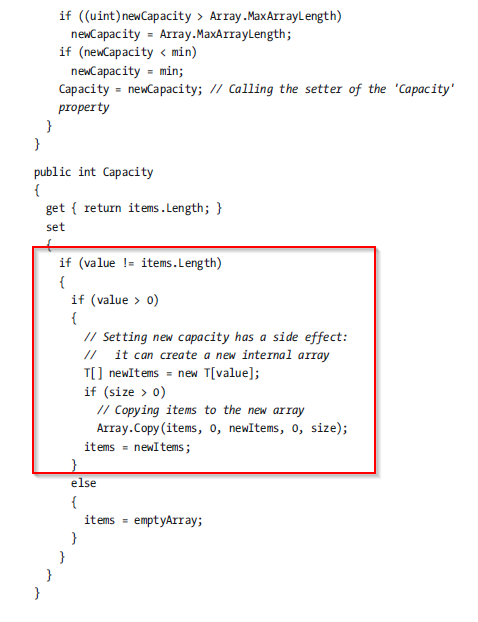 if ((uint)newCapacity > Array.MaxArrayLength)
newCapacity = Array.MaxArrayLength;
if (newCapacity < min)
newCapacity = min;
Capacity = newCapacity; // Calling the setter of the 'Capacity'
property
}
}
public int Capacity
{
get { return items.Length; }
set
{
if (value != items.Length)
{
if (value > 0)
{
// Setting new capacity has a side effect:
// it can create a new internal array
T[] newItems = new T[value];
if (size > 0)
// Copying items to the new array
Array.Copy(items, 0, newItems, 0, size);
items = newItems;
}
else
{
items = emptyArray;
}
}
}
}